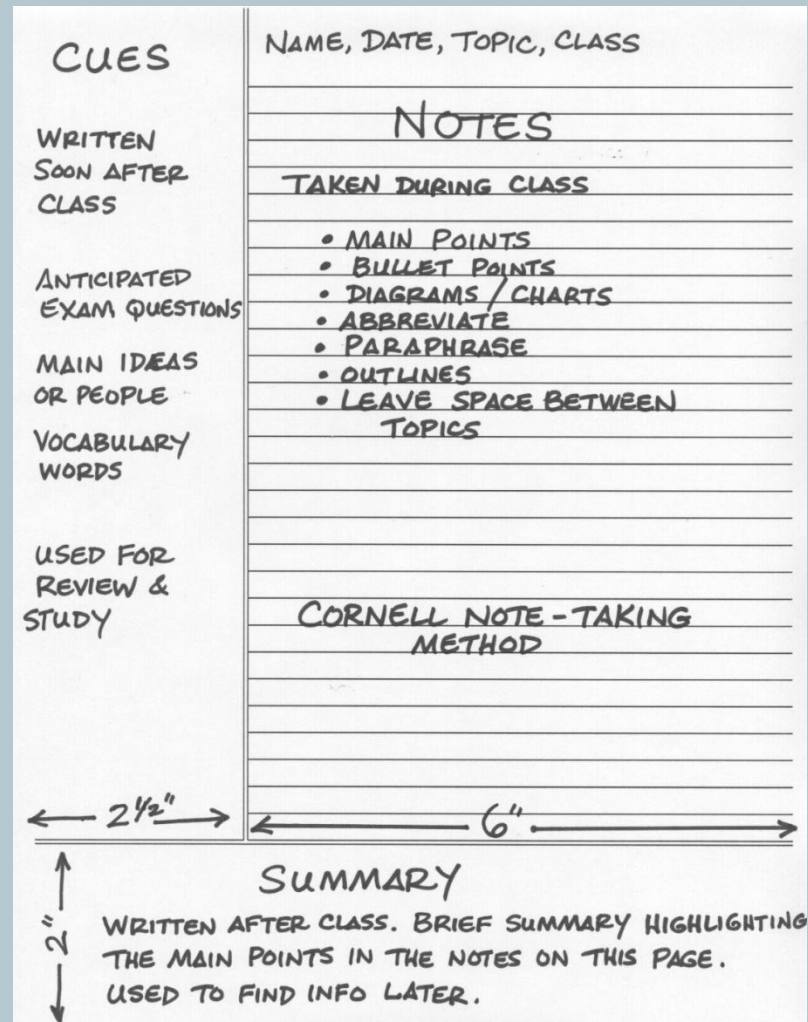 CUES
WRITTEN
SOON AFTER
CLASS
ANTICIPATED
EXAM QUESTIONS
MAIN IDEAS
OR PEOPLE
VOCABULARY
WORDS
USED FOR
REVIEW &
STUDY
2 1/2"
NAME, DATE, TOPIC, CLASS
NOTES
TAKEN DURING CLASS
• MAIN POINTS
• BULLET POINTS
• DIAGRAMS / CHARTS
• ABBREVIATE
• PARAPHRASE
• OUTLINES
• LEAVE SPACE BETWEEN
TOPICS
CORNELL NOTE-TAKING
METHOD
6"
2"
SUMMARY
WRITTEN AFTER CLASS. BRIEF SUMMARY HIGHLIGHTING
THE MAIN POINTS IN THE NOTES ON THIS PAGE.
USED TO FIND INFO LATER.